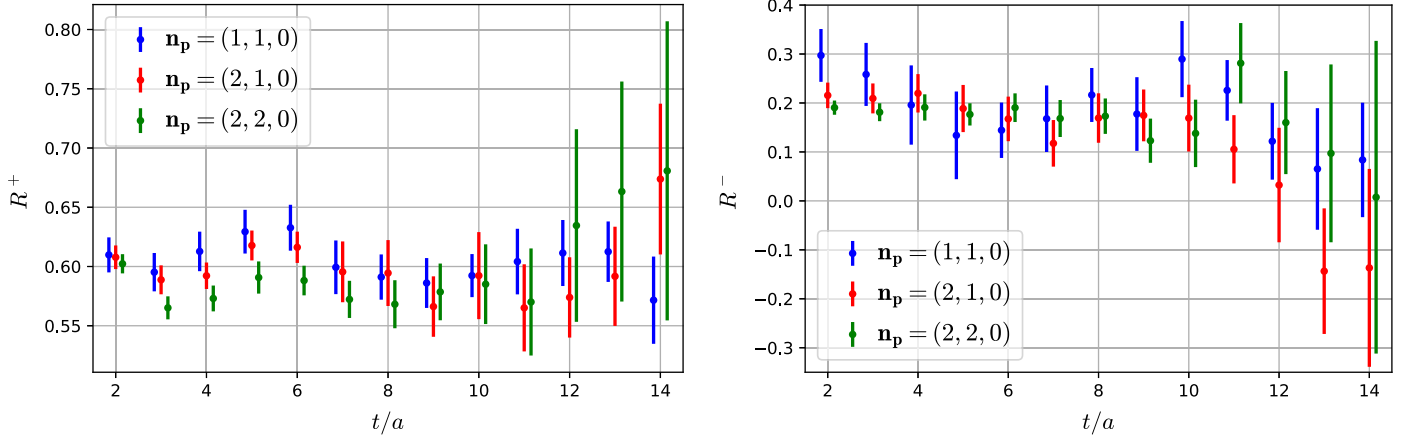 0.80
0.75
0.70
0.65
0.60
0.55
R⁺
n_p = (1, 1, 0)
n_p = (2, 1, 0)
n_p = (2, 2, 0)
2 4 6 8 10 12 14
t/a
0.4
0.3
0.2
0.1
0.0
−0.1
−0.2
−0.3
R⁻
n_p = (1, 1, 0)
n_p = (2, 1, 0)
n_p = (2, 2, 0)
2 4 6 8 10 12 14
t/a